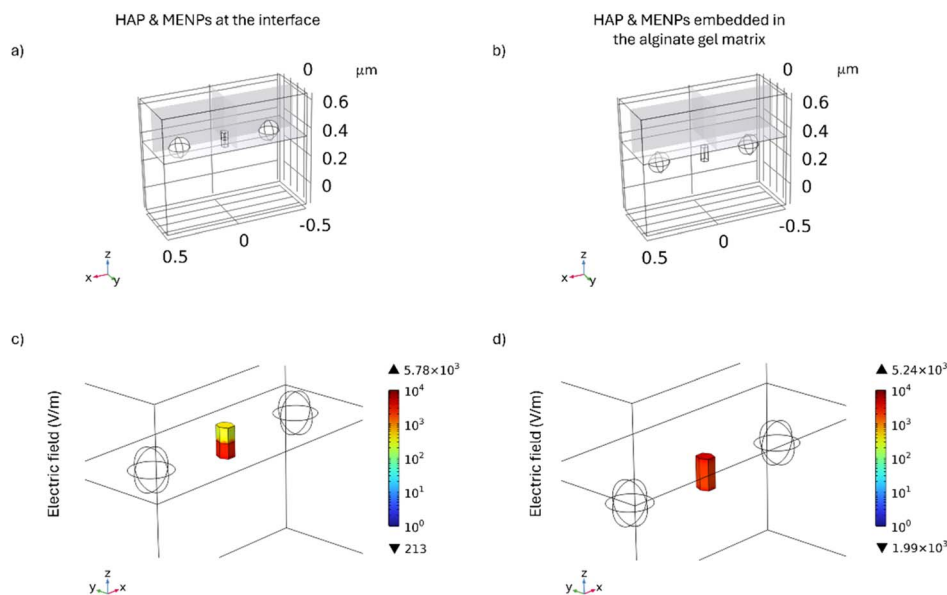 HAP & MENPs at the interface
HAP & MENPs embedded in
the alginate gel matrix
a)
0 μm
0.6
0.4
0.2
0
-0.5
0
0.5
z
x
y
b)
0 μm
0.6
0.4
0.2
0
-0.5
0
0.5
z
x
y
c)
Electric field (V/m)
▲ 5.78×10³
10⁴
10³
10²
10¹
10⁰
▼ 213
z
y
x
d)
Electric field (V/m)
▲ 5.24×10³
10⁴
10³
10²
10¹
10⁰
▼ 1.99×10³
z
y
x